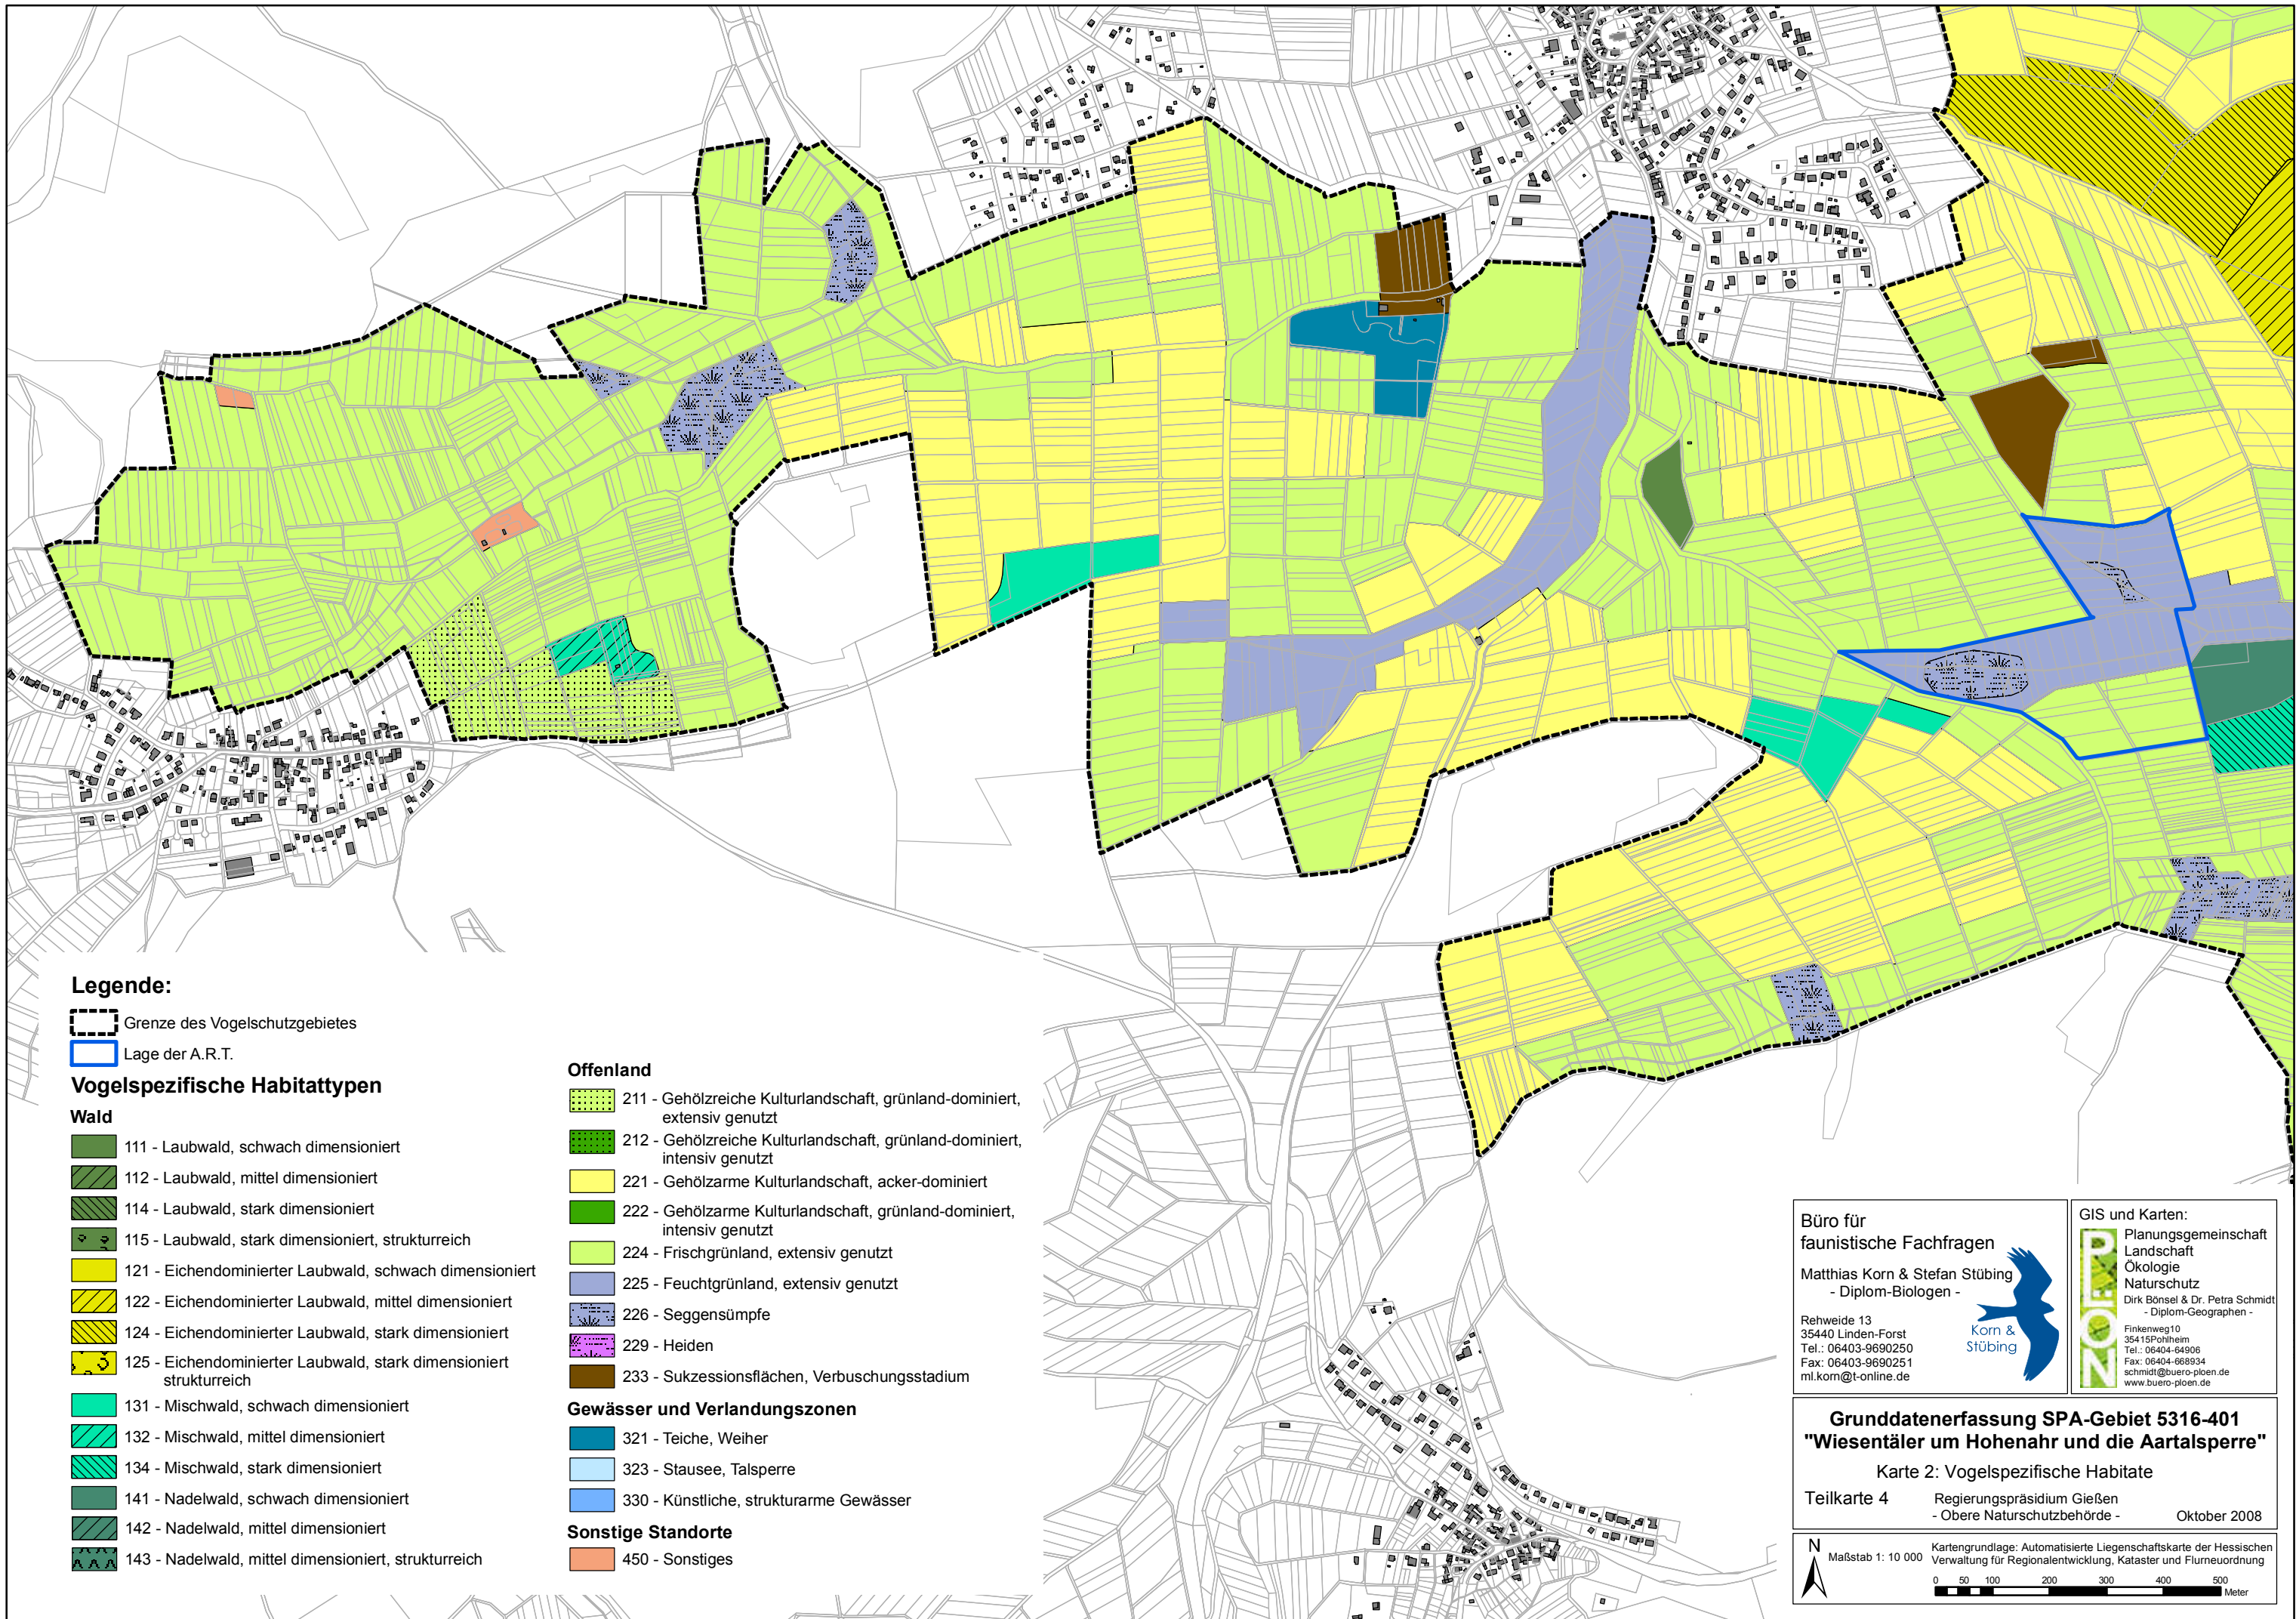 Legende:
Grenze des Vogelschutzgebietes
Lage der A.R.T.
Vogelspezifische Habitattypen
Wald
111 - Laubwald, schwach dimensioniert
112 - Laubwald, mittel dimensioniert
114 - Laubwald, stark dimensioniert
115 - Laubwald, stark dimensioniert, strukturreich
121 - Eichendominierter Laubwald, schwach dimensioniert
122 - Eichendominierter Laubwald, mittel dimensioniert
124 - Eichendominierter Laubwald, stark dimensioniert
125 - Eichendominierter Laubwald, stark dimensioniert
strukturreich
131 - Mischwald, schwach dimensioniert
132 - Mischwald, mittel dimensioniert
134 - Mischwald, stark dimensioniert
141 - Nadelwald, schwach dimensioniert
142 - Nadelwald, mittel dimensioniert
143 - Nadelwald, mittel dimensioniert, strukturreich
Offenland
211 - Gehölzreiche Kulturlandschaft, grünland-dominiert,
extensiv genutzt
212 - Gehölzreiche Kulturlandschaft, grünland-dominiert,
intensiv genutzt
221 - Gehölzarme Kulturlandschaft, acker-dominiert
222 - Gehölzarme Kulturlandschaft, grünland-dominiert,
intensiv genutzt
224 - Frischgrünland, extensiv genutzt
225 - Feuchtgrünland, extensiv genutzt
226 - Seggensümpfe
229 - Heiden
233 - Sukzessionsflächen, Verbuschungsstadium
Gewässer und Verlandungszonen
321 - Teiche, Weiher
323 - Stausee, Talsperre
330 - Künstliche, strukturarme Gewässer
Sonstige Standorte
450 - Sonstiges
Büro für
faunistische Fachfragen
Matthias Korn & Stefan Stübing
- Diplom-Biologen -
Rehweide 13
35440 Linden-Forst
Tel.: 06403-9690250
Fax: 06403-9690251
ml.korn@t-online.de
Korn &
Stübing
GIS und Karten:
PLÖN
Planungsgemeinschaft
Landschaft
Ökologie
Naturschutz
Dirk Bönsel & Dr. Petra Schmidt
- Diplom-Geographen -
Finkenweg10
35415Pohlheim
Tel.: 06404-64906
Fax: 06404-668934
schmidt@buero-ploen.de
www.buero-ploen.de
Grunddatenerfassung SPA-Gebiet 5316-401
"Wiesentäler um Hohenahr und die Aartalsperre"
Karte 2: Vogelspezifische Habitate
Teilkarte 4
Regierungspräsidium Gießen
- Obere Naturschutzbehörde -
Oktober 2008
N
Maßstab 1: 10 000
Kartengrundlage: Automatisierte Liegenschaftskarte der Hessischen
Verwaltung für Regionalentwicklung, Kataster und Flurneuordnung
0 50 100 200 300 400 500
Meter